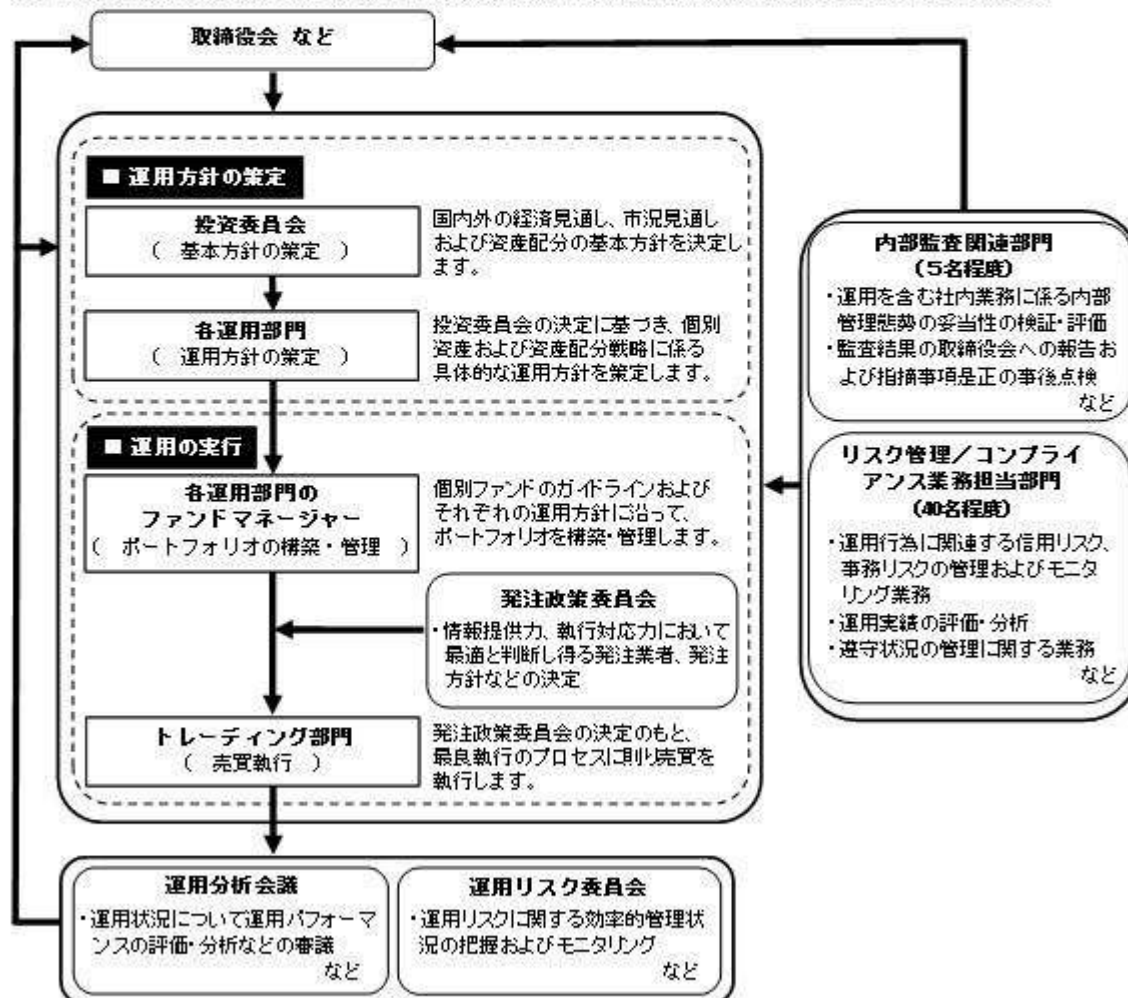 取締役会 など
■ 運用方針の策定
投資委員会
( 基本方針の策定 )
国内外の経済見通し、市況見通し
および資産配分の基本方針を決定し
ます。
各運用部門
( 運用方針の策定 )
投資委員会の決定に基づき、個別
資産および資産配分戦略に係る
具体的な運用方針を策定します。
■ 運用の実行
各運用部門の
ファンドマネージャー
( ポートフォリオの構築・管理 )
個別ファンドのガイドラインおよび
それぞれの運用方針に沿って、
ポートフォリオを構築・管理します。
発注政策委員会
・情報提供力、執行対応力において
最適と判断し得る発注業者、発注
方針などの決定
トレーディング部門
( 売買執行 )
発注政策委員会の決定のもと、
最良執行のプロセスに則り売買を
執行します。
内部監査関連部門
(5名程度)
・運用を含む社内業務に係る内部
管理態勢の妥当性の検証・評価
・監査結果の取締役会への報告お
よび指摘事項是正の事後点検
など
リスク管理/コンプライ
アンス業務担当部門
(40名程度)
・運用行為に関連する信用リスク、
事務リスクの管理およびモニタ
リング業務
・運用実績の評価・分析
・遵守状況の管理に関する業務
など
運用分析会議
・運用状況について運用パフォーマ
ンスの評価・分析などの審議
など
運用リスク委員会
・運用リスクに関する効率的管理状
況の把握およびモニタリング
など